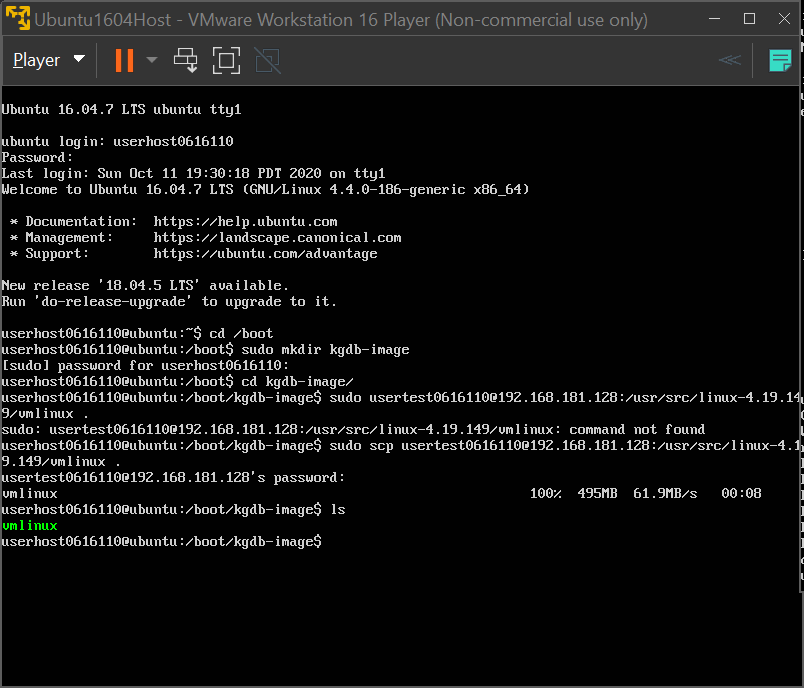 Ubuntu1604Host - VMware Workstation 16 Player (Non-commercial use only)
Player
Ubuntu 16.04.7 LTS ubuntu tty1
ubuntu login: userhost0616110
Password:
Last login: Sun Oct 11 19:30:18 PDT 2020 on tty1
Welcome to Ubuntu 16.04.7 LTS (GNU/Linux 4.4.0-186-generic x86_64)
* Documentation:  https://help.ubuntu.com
* Management:     https://landscape.canonical.com
* Support:        https://ubuntu.com/advantage
New release '18.04.5 LTS' available.
Run 'do-release-upgrade' to upgrade to it.
userhost0616110@ubuntu:~$ cd /boot
userhost0616110@ubuntu:/boot$ sudo mkdir kgdb-image
[sudo] password for userhost0616110:
userhost0616110@ubuntu:/boot$ cd kgdb-image/
userhost0616110@ubuntu:/boot/kgdb-image$ sudo usertest0616110@192.168.181.128:/usr/src/linux-4.19.14
9/vmlinux .
sudo: usertest0616110@192.168.181.128:/usr/src/linux-4.19.149/vmlinux: command not found
userhost0616110@ubuntu:/boot/kgdb-image$ sudo scp usertest0616110@192.168.181.128:/usr/src/linux-4.1
9.149/vmlinux .
usertest0616110@192.168.181.128's password:
vmlinux                                                           100%  495MB  61.9MB/s   00:08
userhost0616110@ubuntu:/boot/kgdb-image$ ls
vmlinux
userhost0616110@ubuntu:/boot/kgdb-image$